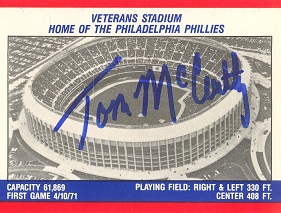 VETERANS STADIUM
HOME OF THE PHILADELPHIA PHILLIES
Tom McCarthy
CAPACITY 61,869
FIRST GAME 4/10/71
PLAYING FIELD: RIGHT & LEFT 330 FT.
CENTER 408 FT.